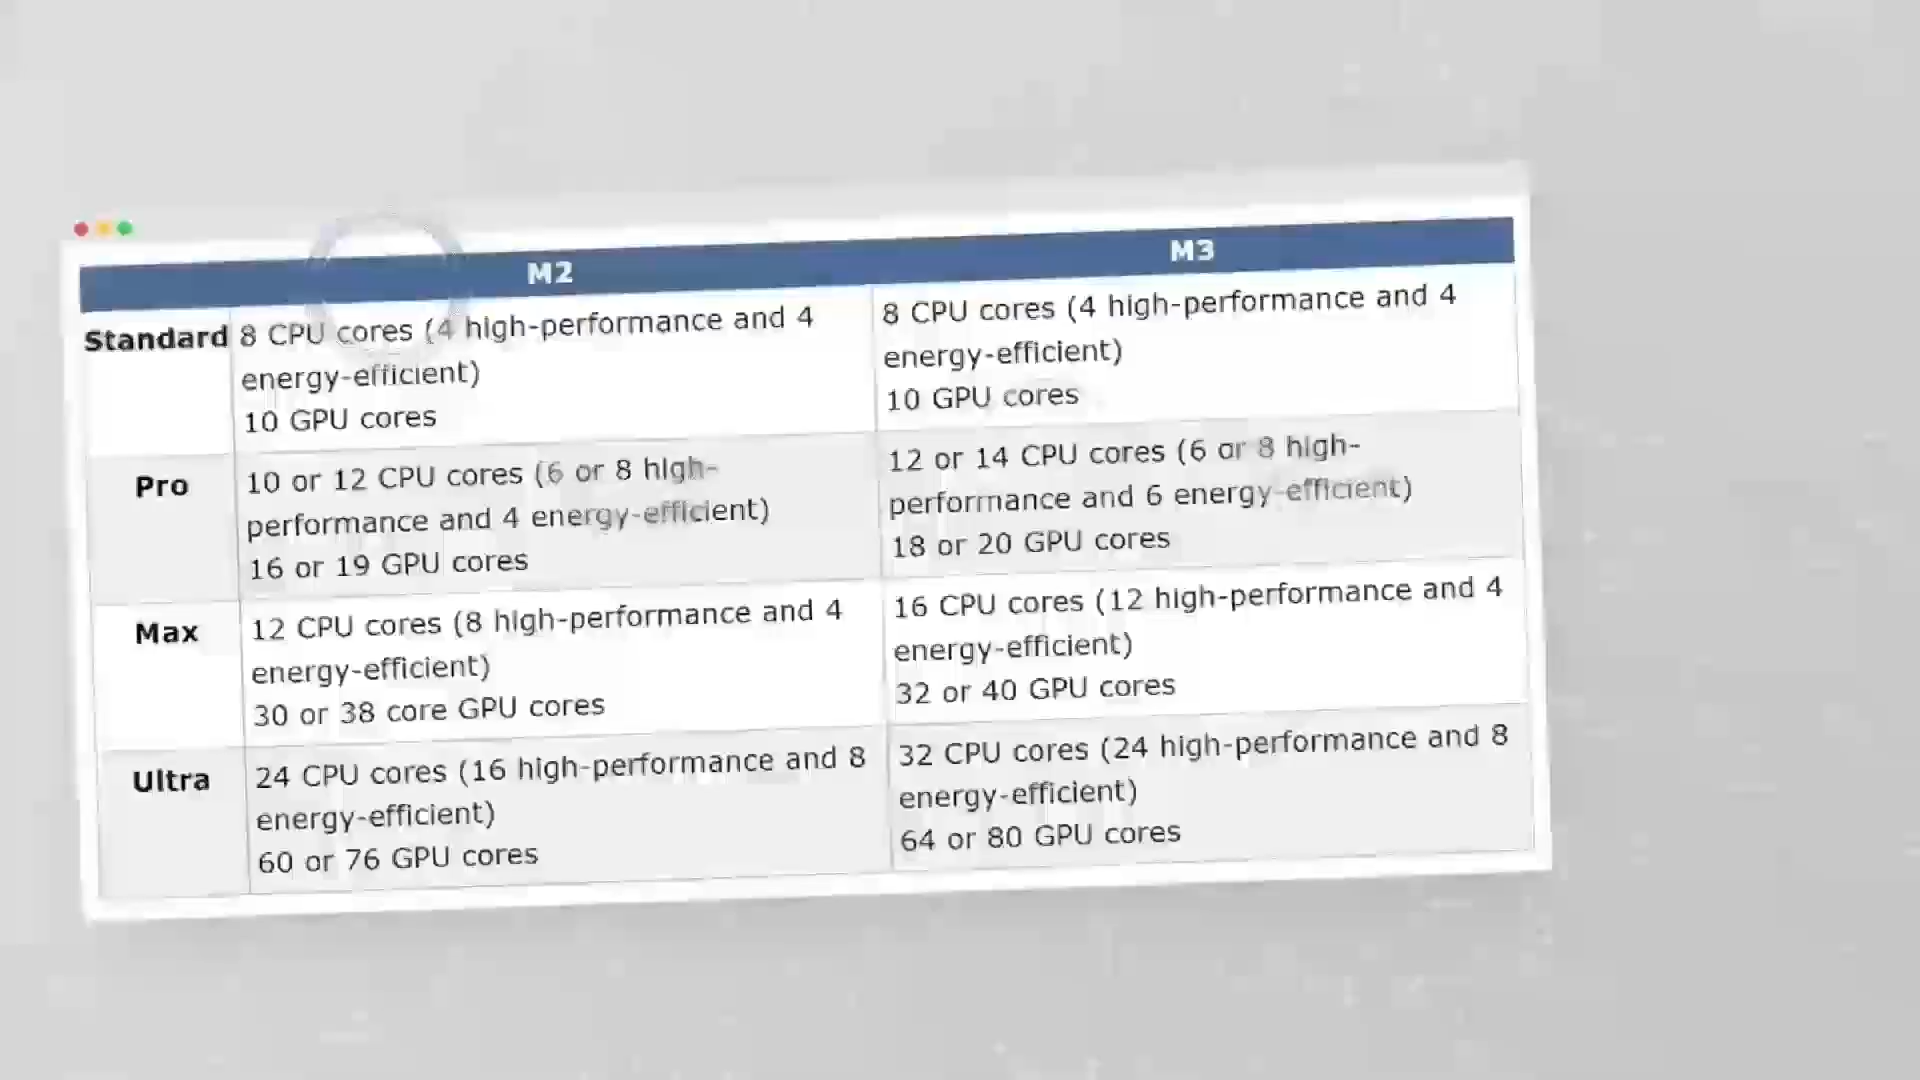 M2 M3
Standard
8 CPU cores (4 high-performance and 4
energy-efficient)
10 GPU cores
8 CPU cores (4 high-performance and 4
energy-efficient)
10 GPU cores
Pro
10 or 12 CPU cores (6 or 8 high-
performance and 4 energy-efficient)
16 or 19 GPU cores
12 or 14 CPU cores (6 or 8 high-
performance and 6 energy-efficient)
18 or 20 GPU cores
Max
12 CPU cores (8 high-performance and 4
energy-efficient)
30 or 38 core GPU cores
16 CPU cores (12 high-performance and 4
energy-efficient)
32 or 40 GPU cores
Ultra
24 CPU cores (16 high-performance and 8
energy-efficient)
60 or 76 GPU cores
32 CPU cores (24 high-performance and 8
energy-efficient)
64 or 80 GPU cores